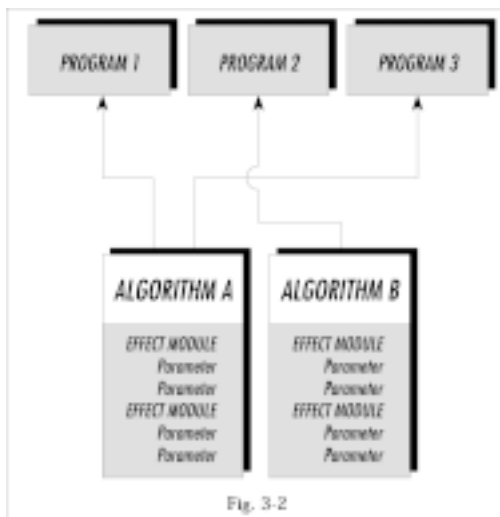 PROGRAM 1
PROGRAM 2
PROGRAM 3
ALGORITHM A
EFFECT MODULE
Parameter
Parameter
EFFECT MODULE
Parameter
Parameter
ALGORITHM B
EFFECT MODULE
Parameter
Parameter
EFFECT MODULE
Parameter
Parameter
Fig. 3-2